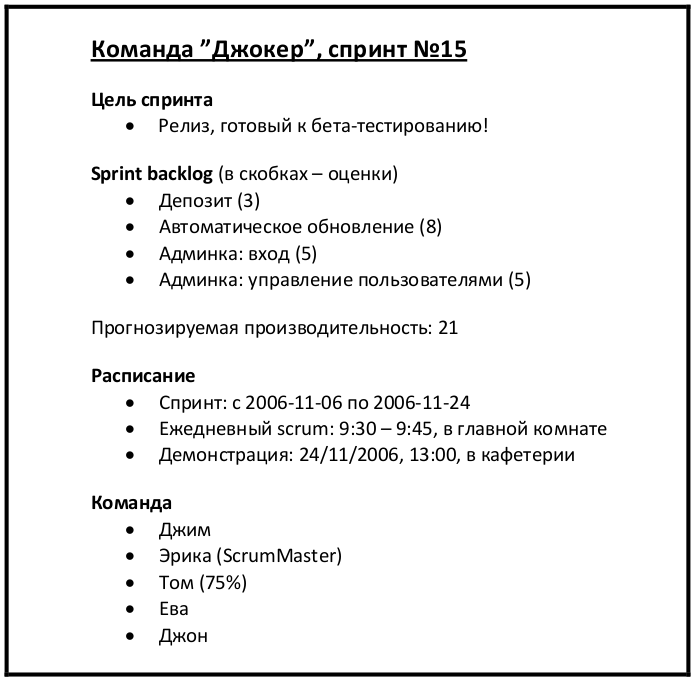 Команда ”Джокер”, спринт №15
Цель спринта
• Релиз, готовый к бета-тестированию!
Sprint backlog (в скобках – оценки)
• Депозит (3)
• Автоматическое обновление (8)
• Админка: вход (5)
• Админка: управление пользователями (5)
Прогнозируемая производительность: 21
Расписание
• Спринт: с 2006-11-06 по 2006-11-24
• Ежедневный scrum: 9:30 – 9:45, в главной комнате
• Демонстрация: 24/11/2006, 13:00, в кафетерии
Команда
• Джим
• Эрика (ScrumMaster)
• Том (75%)
• Ева
• Джон